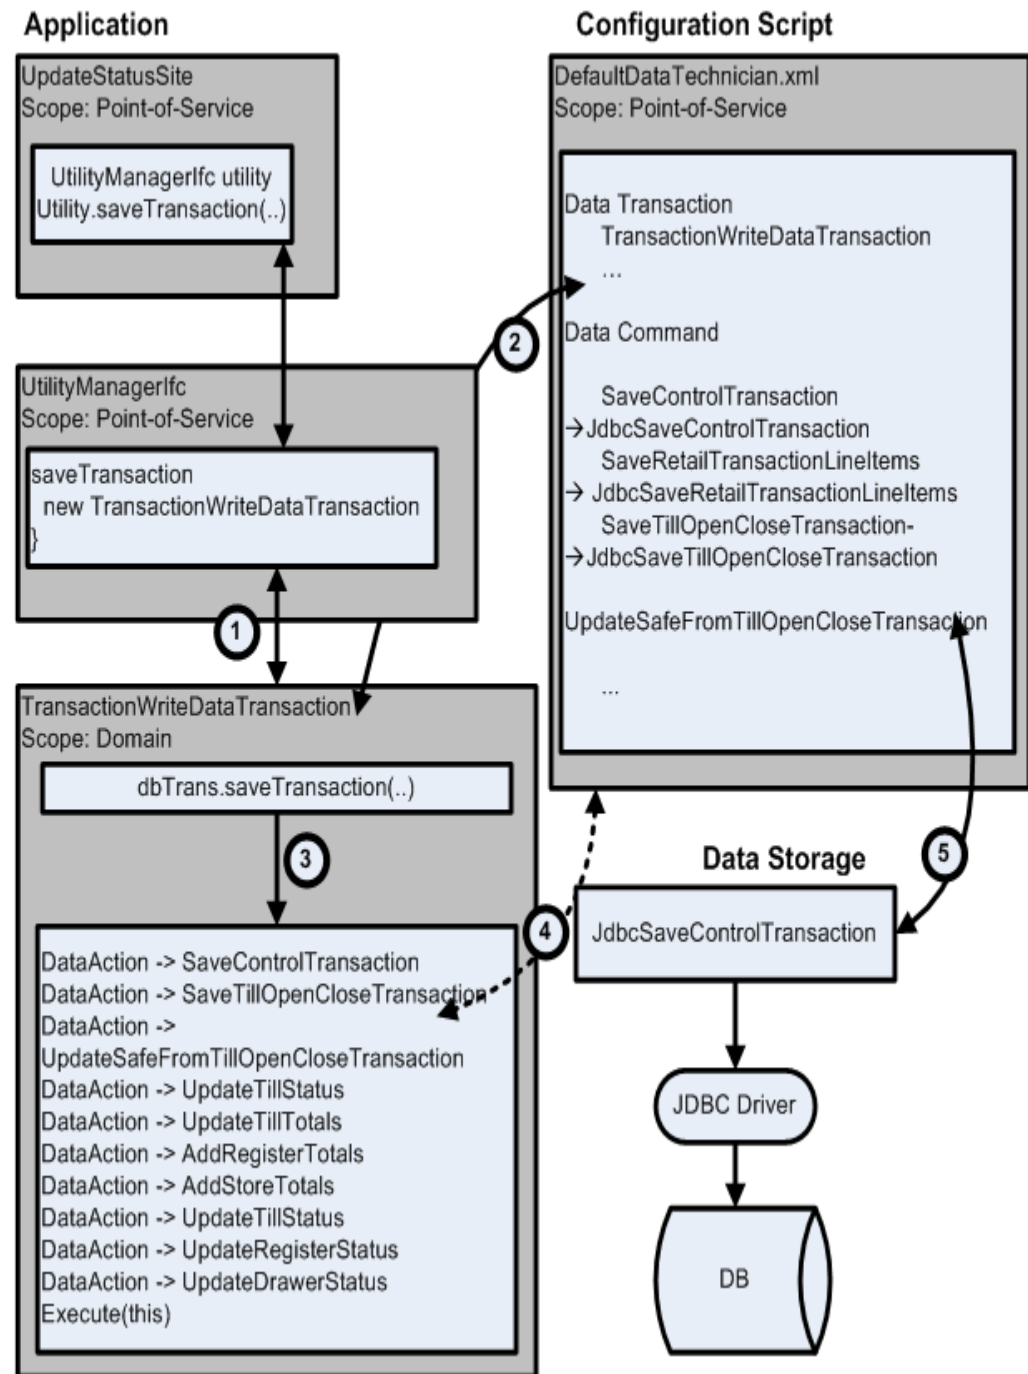 Application
UpdateStatusSite
Scope: Point-of-Service
UtilityManagerIfc utility
Utility.saveTransaction(..)
UtilityManagerIfc
Scope: Point-of-Service
saveTransaction
new TransactionWriteDataTransaction
}
1
TransactionWriteDataTransaction
Scope: Domain
dbTrans.saveTransaction(..)
3
DataAction -> SaveControlTransaction
DataAction -> SaveTillOpenCloseTransaction
DataAction ->
UpdateSafeFromTillOpenCloseTransaction
DataAction -> UpdateTillStatus
DataAction -> UpdateTillTotals
DataAction -> AddRegisterTotals
DataAction -> AddStoreTotals
DataAction -> UpdateTillStatus
DataAction -> UpdateRegisterStatus
DataAction -> UpdateDrawerStatus
Execute(this)
Configuration Script
DefaultDataTechnician.xml
Scope: Point-of-Service
2
Data Transaction
TransactionWriteDataTransaction
...
Data Command
SaveControlTransaction
→JdbcSaveControlTransaction
SaveRetailTransactionLineItems
→ JdbcSaveRetailTransactionLineItems
SaveTillOpenCloseTransaction-
→JdbcSaveTillOpenCloseTransaction
UpdateSafeFromTillOpenCloseTransaction
...
4
5
Data Storage
JdbcSaveControlTransaction
JDBC Driver
DB